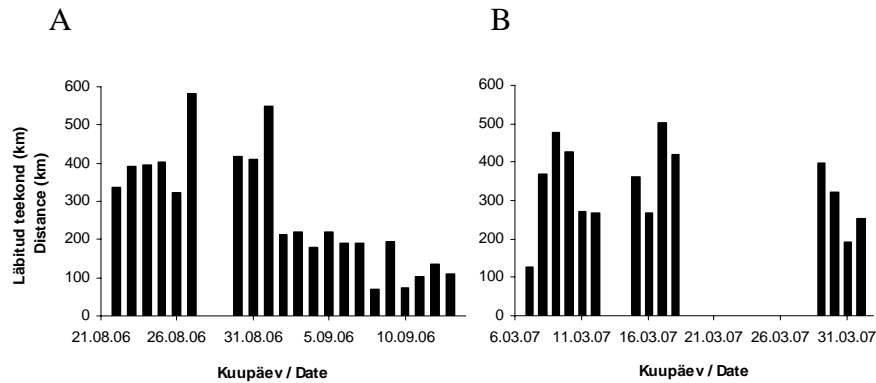 A
B
Läbitud teekond (km)
Distance (km)
600
500
400
300
200
100
0
21.08.06 26.08.06 31.08.06 5.09.06 10.09.06
Kuupäev / Date
600
500
400
300
200
100
0
6.03.07 11.03.07 16.03.07 21.03.07 26.03.07 31.03.07
Kuupäev / Date